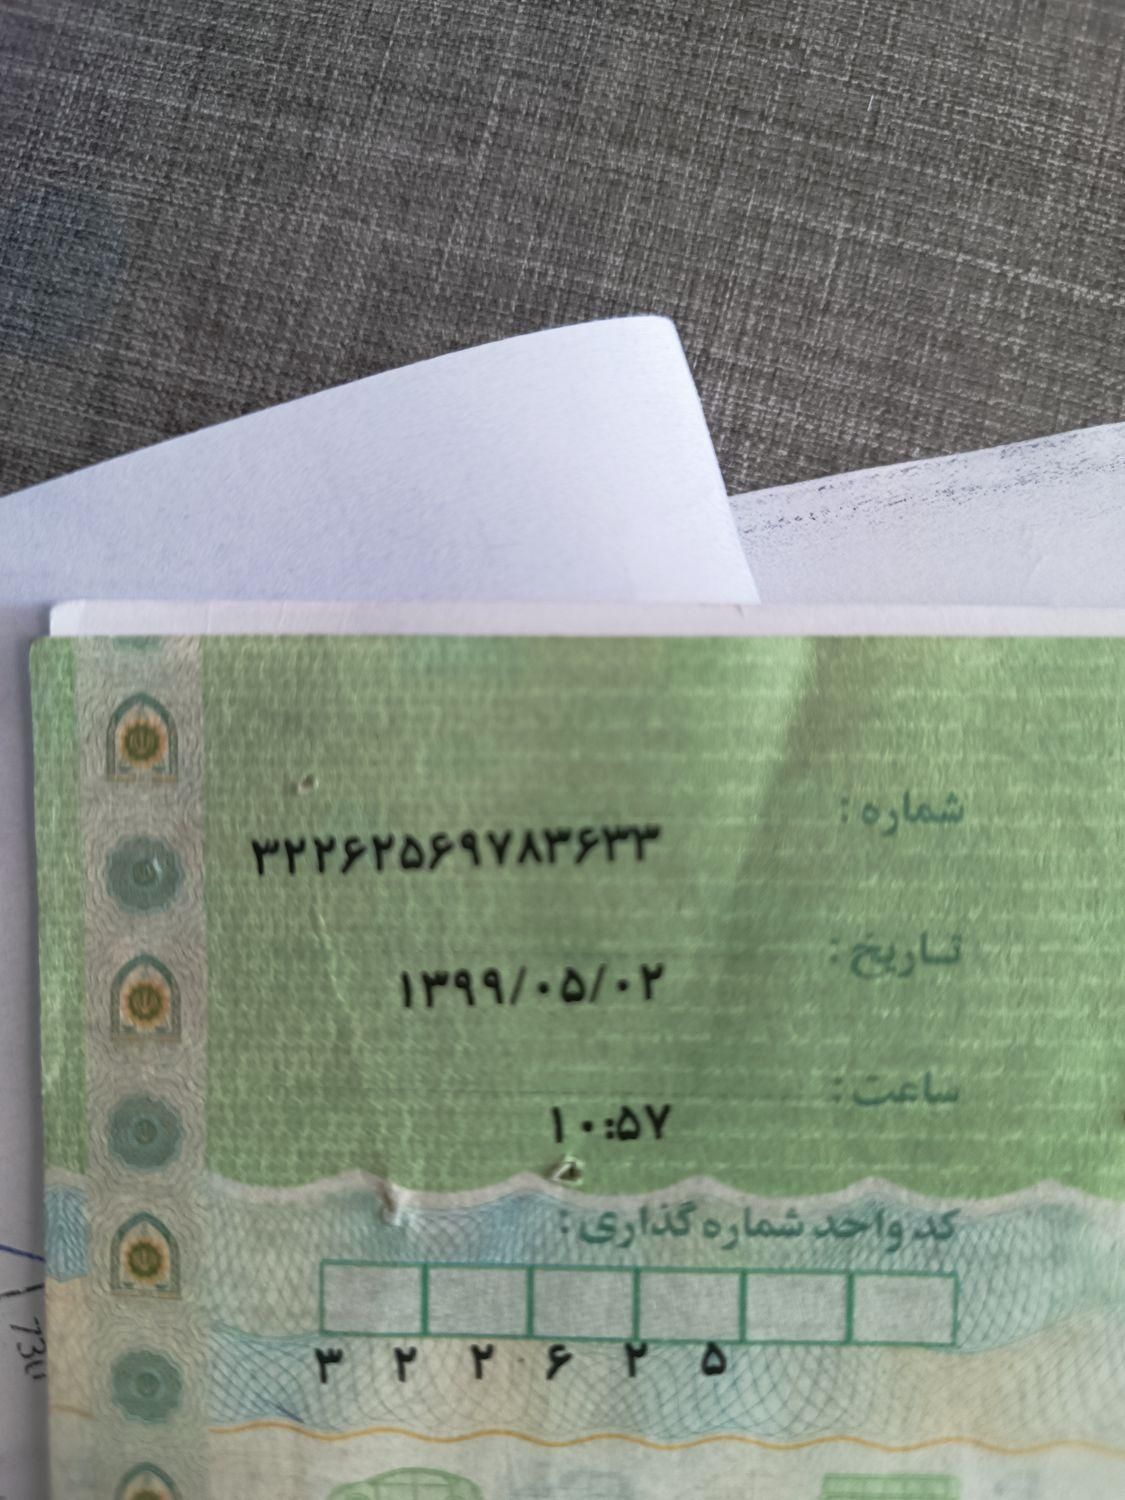 شماره :
۳۲۲۶۲۵۶۹۷۸۳۶۳۳
تاریخ :
۱۳۹۹/۰۵/۰۲
ساعت :
۱۰:۵۷
کد واحد شماره گذاری :
۳ ۲ ۲ ۶ ۲ ۵
730